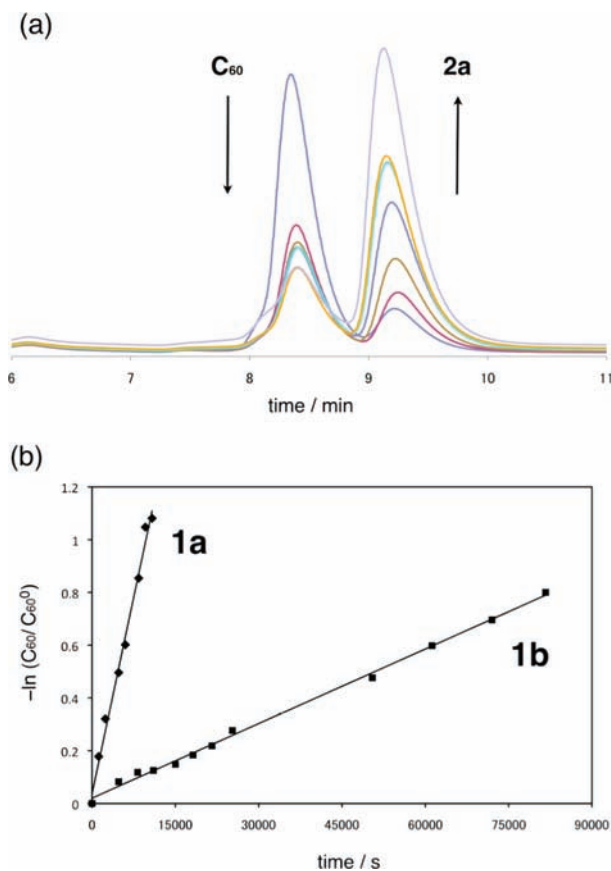 (a)
C₆₀ 2a
6 7 8 9 10 11
time / min
(b)
1.2
1
0.8
0.6
0.4
0.2
0
1a
1b
−ln (C₆₀/ C₆₀⁰)
0 15000 30000 45000 60000 75000 90000
time / s